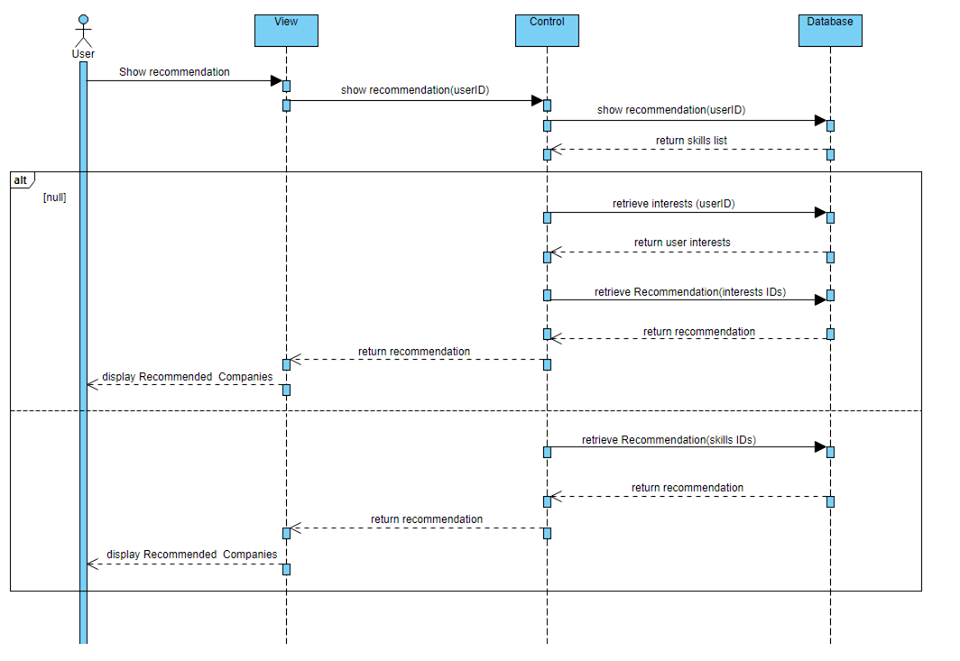 View
Control
Database
User
Show recommendation
show recommendation(userID)
show recommendation(userID)
return skills list
alt
[null]
retrieve interests (userID)
return user interests
retrieve Recommendation(interests IDs)
return recommendation
return recommendation
display Recommended Companies
retrieve Recommendation(skills IDs)
return recommendation
return recommendation
display Recommended Companies